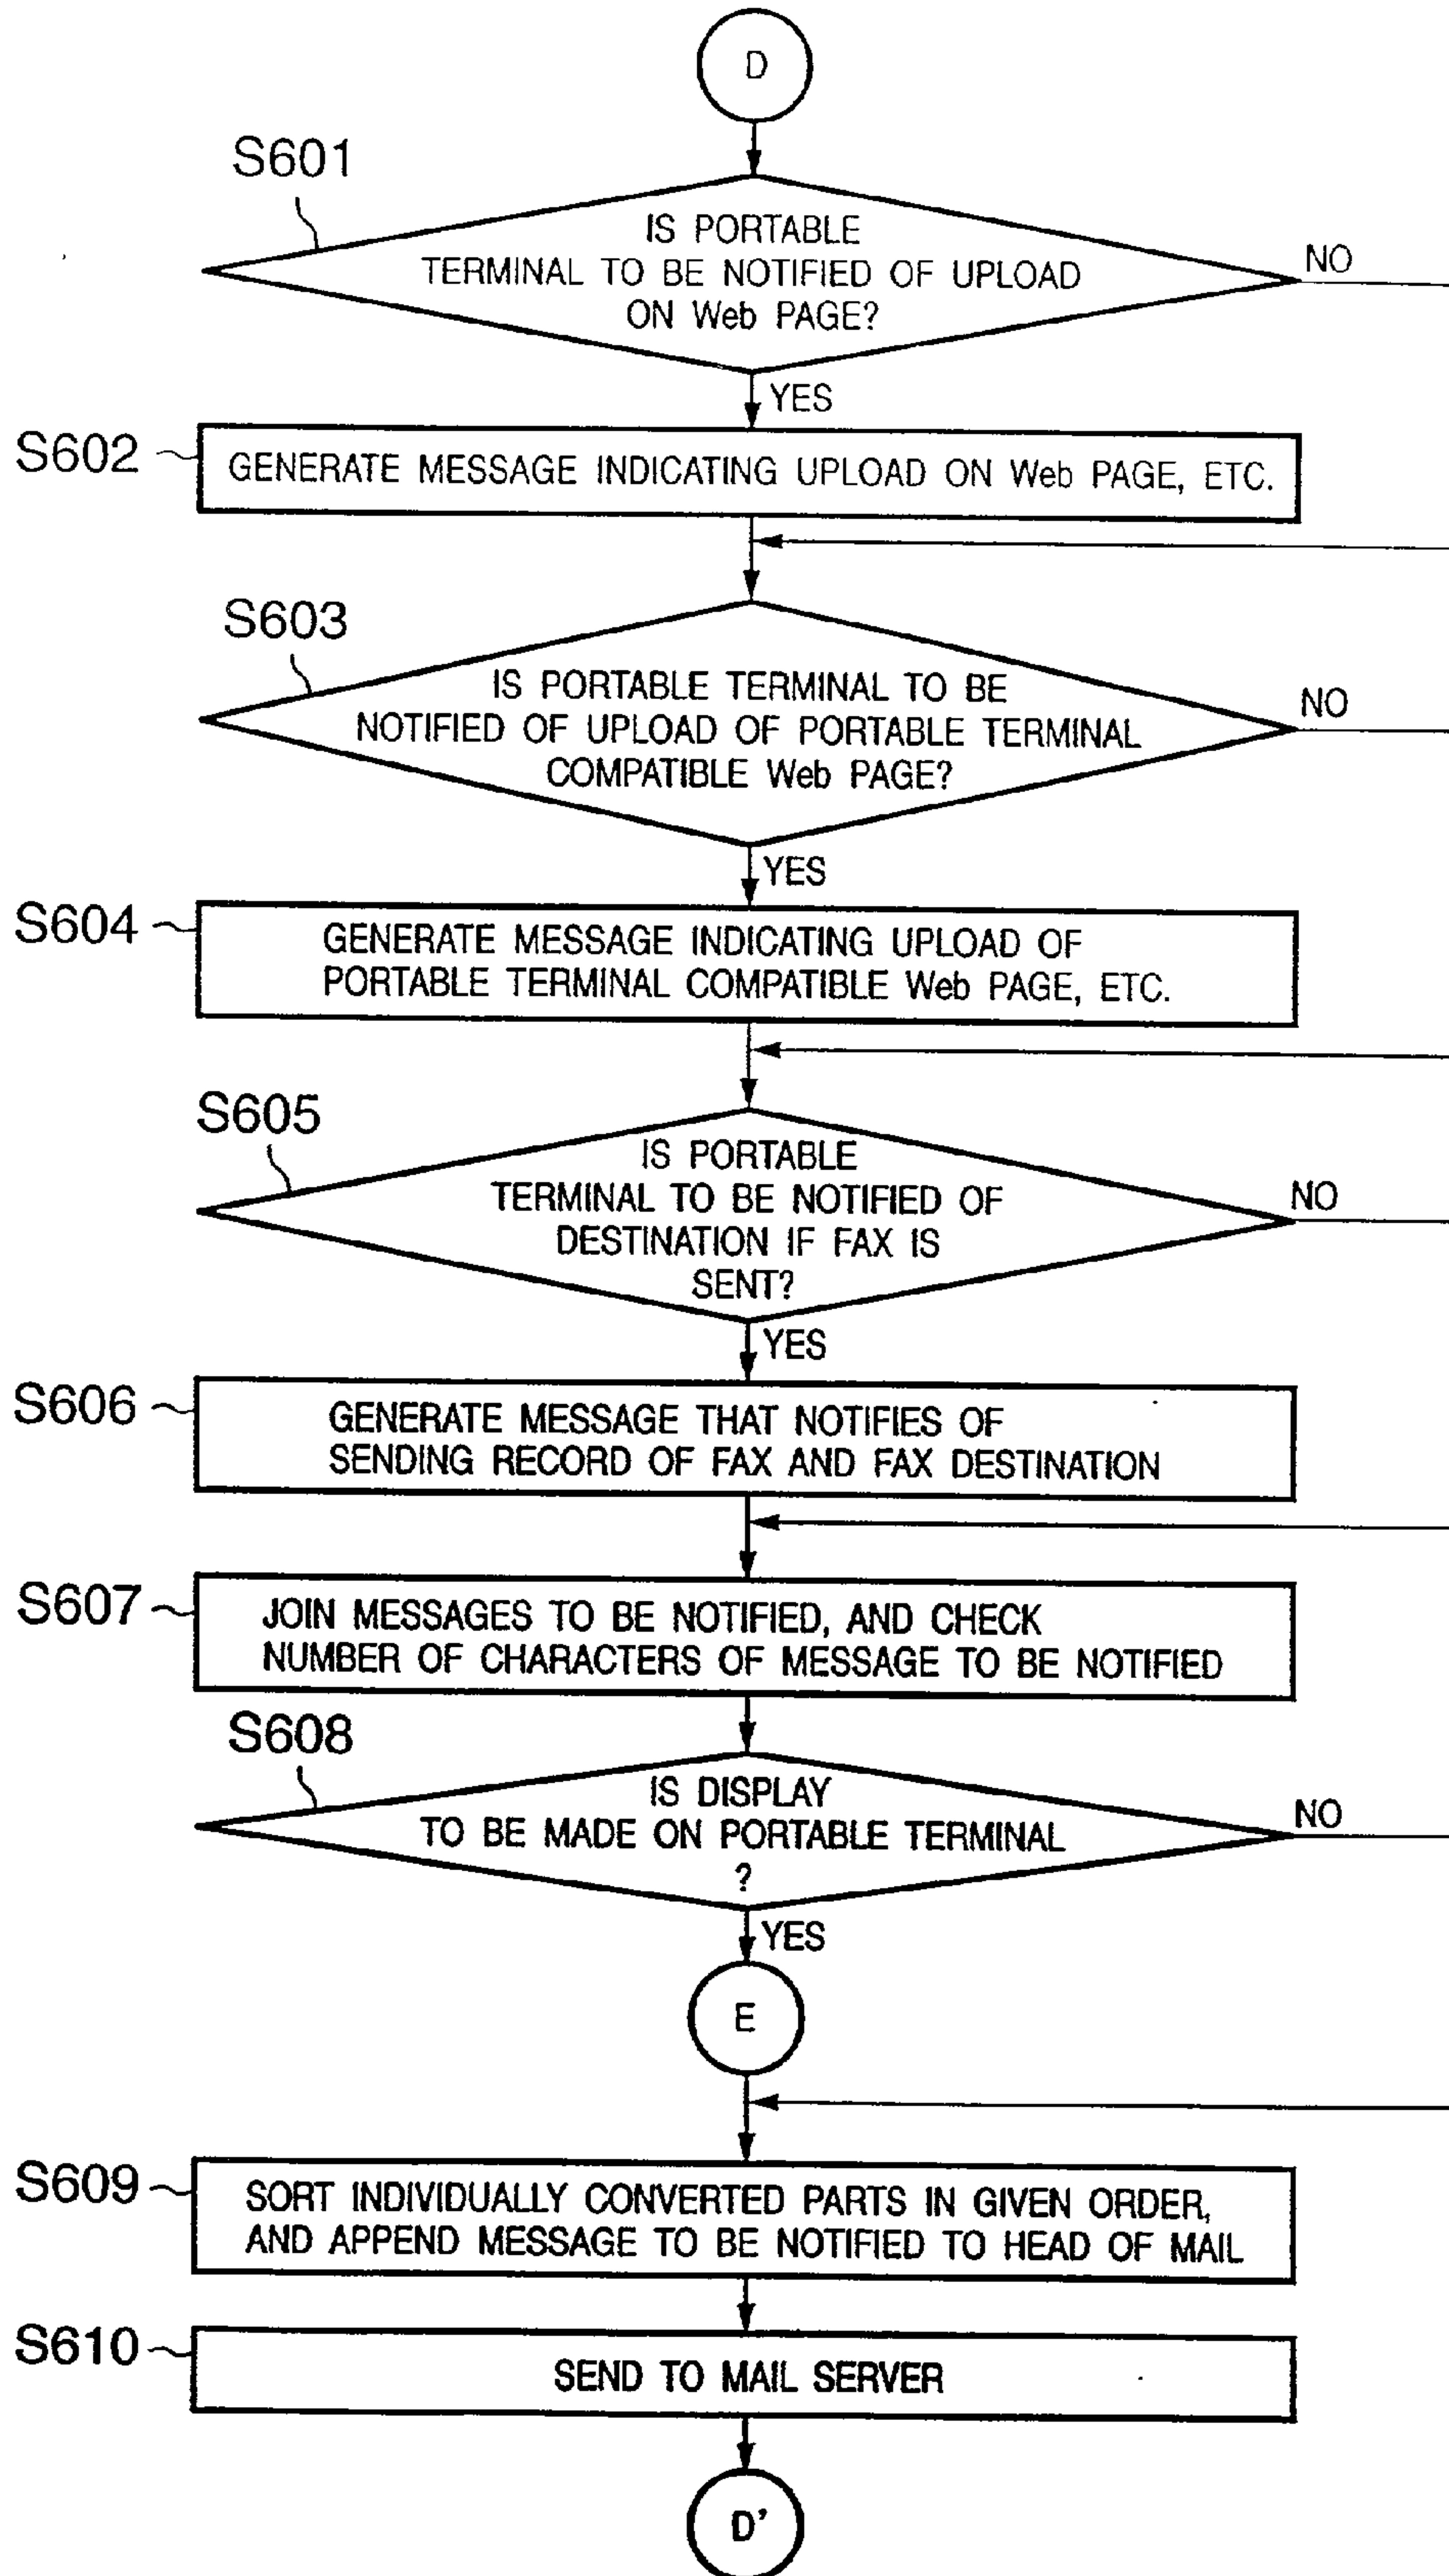 D
S601
IS PORTABLE
TERMINAL TO BE NOTIFIED OF UPLOAD
ON Web PAGE?
NO
YES
S602
GENERATE MESSAGE INDICATING UPLOAD ON Web PAGE, ETC.
S603
IS PORTABLE TERMINAL TO BE
NOTIFIED OF UPLOAD OF PORTABLE TERMINAL
COMPATIBLE Web PAGE?
NO
YES
S604
GENERATE MESSAGE INDICATING UPLOAD OF
PORTABLE TERMINAL COMPATIBLE Web PAGE, ETC.
S605
IS PORTABLE
TERMINAL TO BE NOTIFIED OF
DESTINATION IF FAX IS
SENT?
NO
YES
S606
GENERATE MESSAGE THAT NOTIFIES OF
SENDING RECORD OF FAX AND FAX DESTINATION
S607
JOIN MESSAGES TO BE NOTIFIED, AND CHECK
NUMBER OF CHARACTERS OF MESSAGE TO BE NOTIFIED
S608
IS DISPLAY
TO BE MADE ON PORTABLE TERMINAL
?
NO
YES
E
S609
SORT INDIVIDUALLY CONVERTED PARTS IN GIVEN ORDER,
AND APPEND MESSAGE TO BE NOTIFIED TO HEAD OF MAIL
S610
SEND TO MAIL SERVER
D'